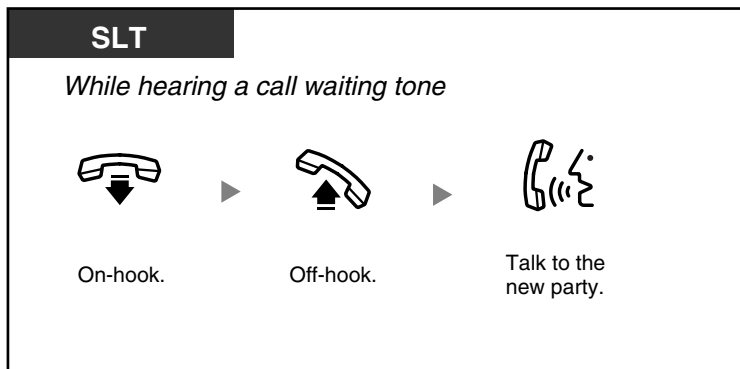 SLT
While hearing a call waiting tone
On-hook.
Off-hook.
Talk to the
new party.